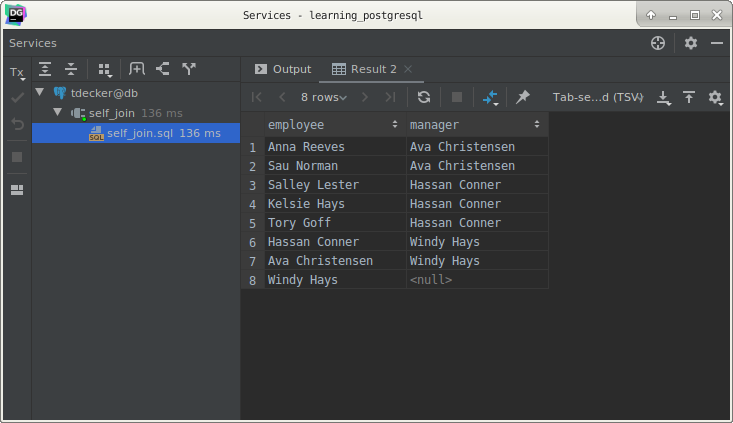 DG
Services - learning_postgresql
Services
Tx
tdecker@db
self_join 136 ms
SQL self_join.sql 136 ms
Output Result 2
8 rows Tab-se...d (TSV)
employee manager
1 Anna Reeves Ava Christensen
2 Sau Norman Ava Christensen
3 Salley Lester Hassan Conner
4 Kelsie Hays Hassan Conner
5 Tory Goff Hassan Conner
6 Hassan Conner Windy Hays
7 Ava Christensen Windy Hays
8 Windy Hays <null>